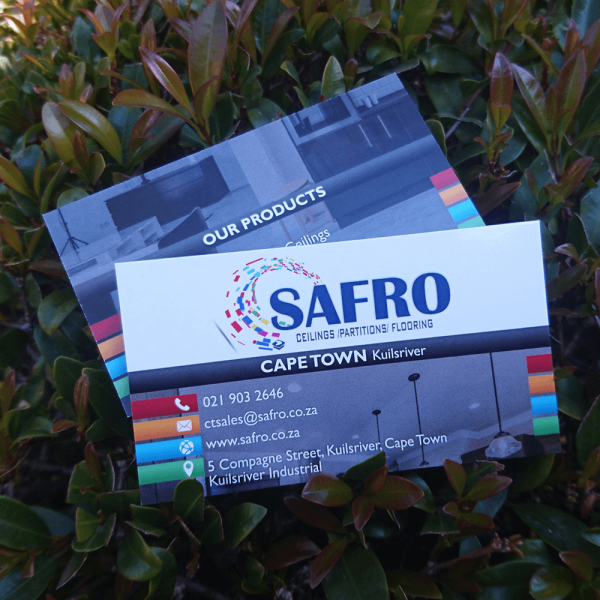 OUR PRODUCTS
Ceilings
SAFRO
CEILINGS /PARTITIONS/ FLOORING
CAPE TOWN Kuilsriver
021 903 2646
ctsales@safro.co.za
www.safro.co.za
5 Compagne Street, Kuilsriver, Cape Town
Kuilsriver Industrial